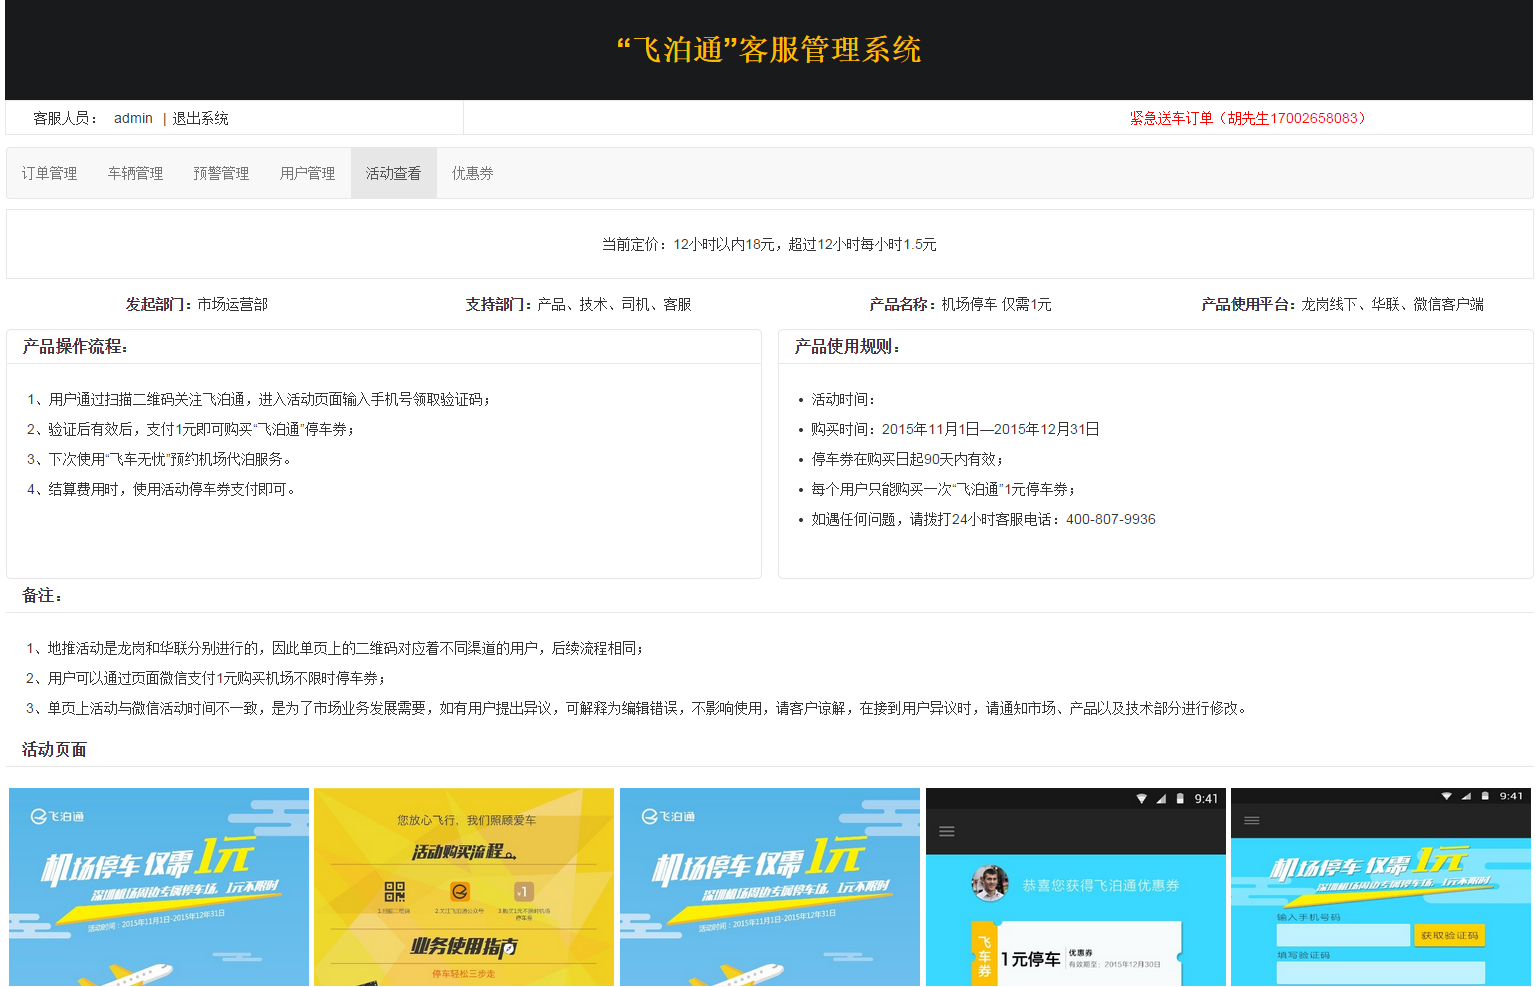 “飞泊通”客服管理系统
客服人员： admin | 退出系统
紧急送车订单（胡先生17002658083）
订单管理 车辆管理 预警管理 用户管理 活动查看 优惠券
当前定价：12小时以内18元，超过12小时每小时1.5元
发起部门：市场运营部 支持部门：产品、技术、司机、客服 产品名称：机场停车 仅需1元 产品使用平台：龙岗线下、华联、微信客户端
产品操作流程：
1、用户通过扫描二维码关注飞泊通，进入活动页面输入手机号领取验证码；
2、验证后有效后，支付1元即可购买“飞泊通”停车券；
3、下次使用“飞车无忧”预约机场代泊服务。
4、结算费用时，使用活动停车券支付即可。
产品使用规则：
• 活动时间：
• 购买时间：2015年11月1日—2015年12月31日
• 停车券在购买日起90天内有效；
• 每个用户只能购买一次“飞泊通”1元停车券；
• 如遇任何问题，请拨打24小时客服电话：400-807-9936
备注：
1、地推活动是龙岗和华联分别进行的，因此单页上的二维码对应着不同渠道的用户，后续流程相同；
2、用户可以通过页面微信支付1元购买机场不限时停车券；
3、单页上活动与微信活动时间不一致，是为了市场业务发展需要，如有用户提出异议，可解释为编辑错误，不影响使用，请客户谅解，在接到用户异议时，请通知市场、产品以及技术部分进行修改。
活动页面
飞泊通
机场停车 仅需1元
深圳机场周边专属停车场，1元不限时
活动时间：2015年11月1日-2015年12月31日
您放心飞行，我们照顾爱车
活动购买流程
1.扫描二维码 2.关注飞泊通公众号 3.购买1元不限时机场
停车券
业务使用指南
停车轻松三步走
飞泊通
机场停车 仅需1元
深圳机场周边专属停车场，1元不限时
活动时间：2015年11月1日-2015年12月31日
9:41
恭喜您获得飞泊通优惠券
飞车券
1元停车
优惠券
有效期至：2015年12月30日
9:41
机场停车 仅需1元
深圳机场周边专属停车场，1元不限时
输入手机号码
获取验证码
填写验证码